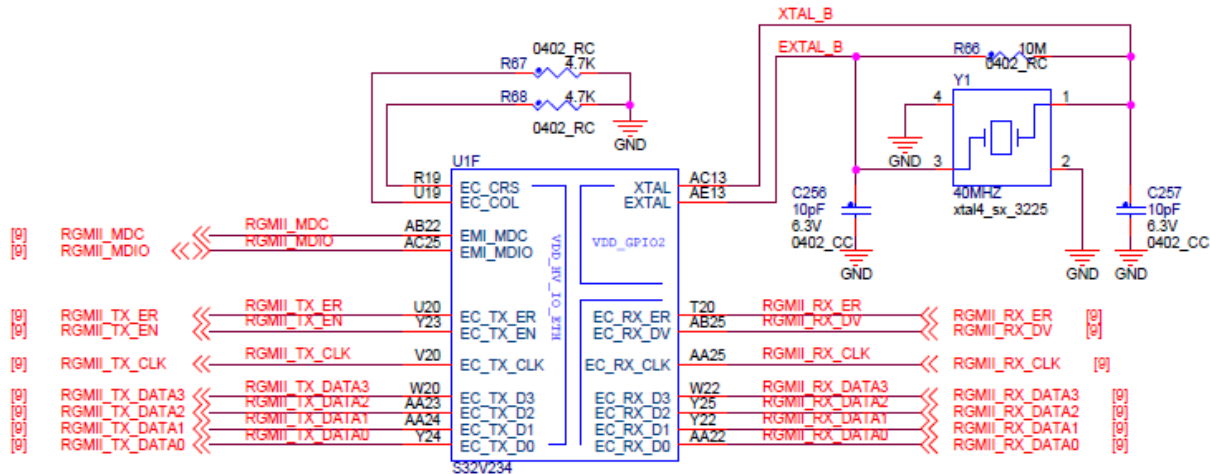 XTAL_B
0402_RC
R67 4.7K
EXTAL_B
R66 10M
0402_RC
R68 4.7K
0402_RC
GND
Y1
4 1
GND
3 2
40MHZ
xtal4_sx_3225
C256
10pF
6.3V
0402_CC
GND
GND
C257
10pF
6.3V
0402_CC
GND
U1F
R19 EC_CRS
U19 EC_COL
XTAL AC13
EXTAL AE13
VDD_GPIO2
VDD_HV_IO_ETH
[9] RGMII_MDC RGMII_MDC AB22 EMI_MDC
[9] RGMII_MDIO RGMII_MDIO AC25 EMI_MDIO
[9] RGMII_TX_ER RGMII_TX_ER U20 EC_TX_ER EC_RX_ER T20 RGMII_RX_ER RGMII_RX_ER [9]
[9] RGMII_TX_EN RGMII_TX_EN Y23 EC_TX_EN EC_RX_DV AB25 RGMII_RX_DV RGMII_RX_DV [9]
[9] RGMII_TX_CLK RGMII_TX_CLK V20 EC_TX_CLK EC_RX_CLK AA25 RGMII_RX_CLK RGMII_RX_CLK [9]
[9] RGMII_TX_DATA3 RGMII_TX_DATA3 W20 EC_TX_D3 EC_RX_D3 W22 RGMII_RX_DATA3 RGMII_RX_DATA3 [9]
[9] RGMII_TX_DATA2 RGMII_TX_DATA2 AA23 EC_TX_D2 EC_RX_D2 Y25 RGMII_RX_DATA2 RGMII_RX_DATA2 [9]
[9] RGMII_TX_DATA1 RGMII_TX_DATA1 AA24 EC_TX_D1 EC_RX_D1 Y22 RGMII_RX_DATA1 RGMII_RX_DATA1 [9]
[9] RGMII_TX_DATA0 RGMII_TX_DATA0 Y24 EC_TX_D0 EC_RX_D0 AA22 RGMII_RX_DATA0 RGMII_RX_DATA0 [9]
S32V234